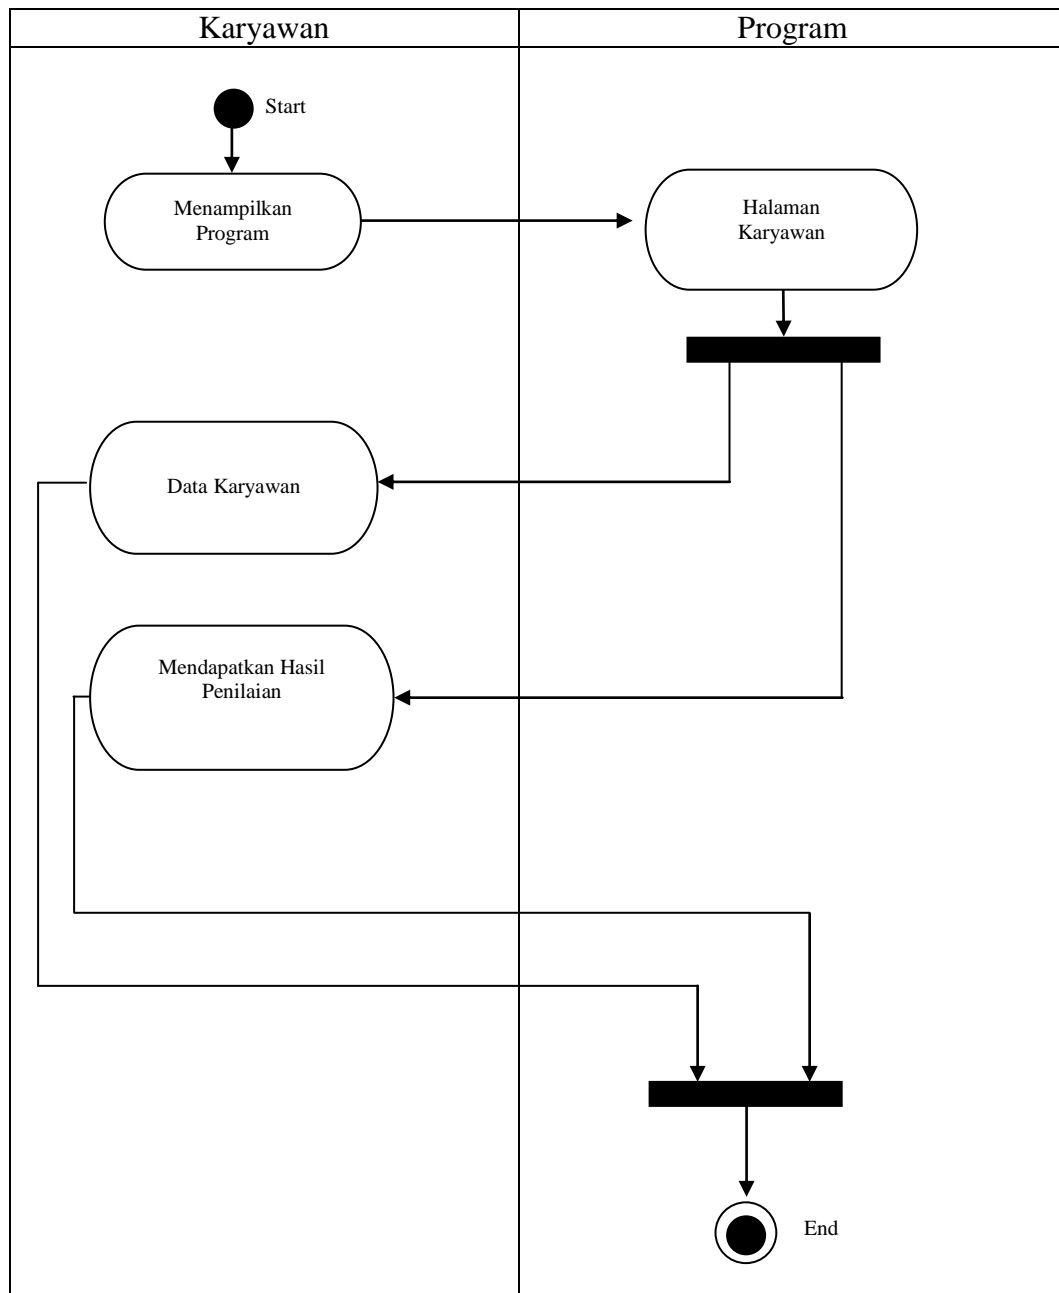 Karyawan
Program
Start
Menampilkan
Program
Halaman
Karyawan
Data Karyawan
Mendapatkan Hasil
Penilaian
End